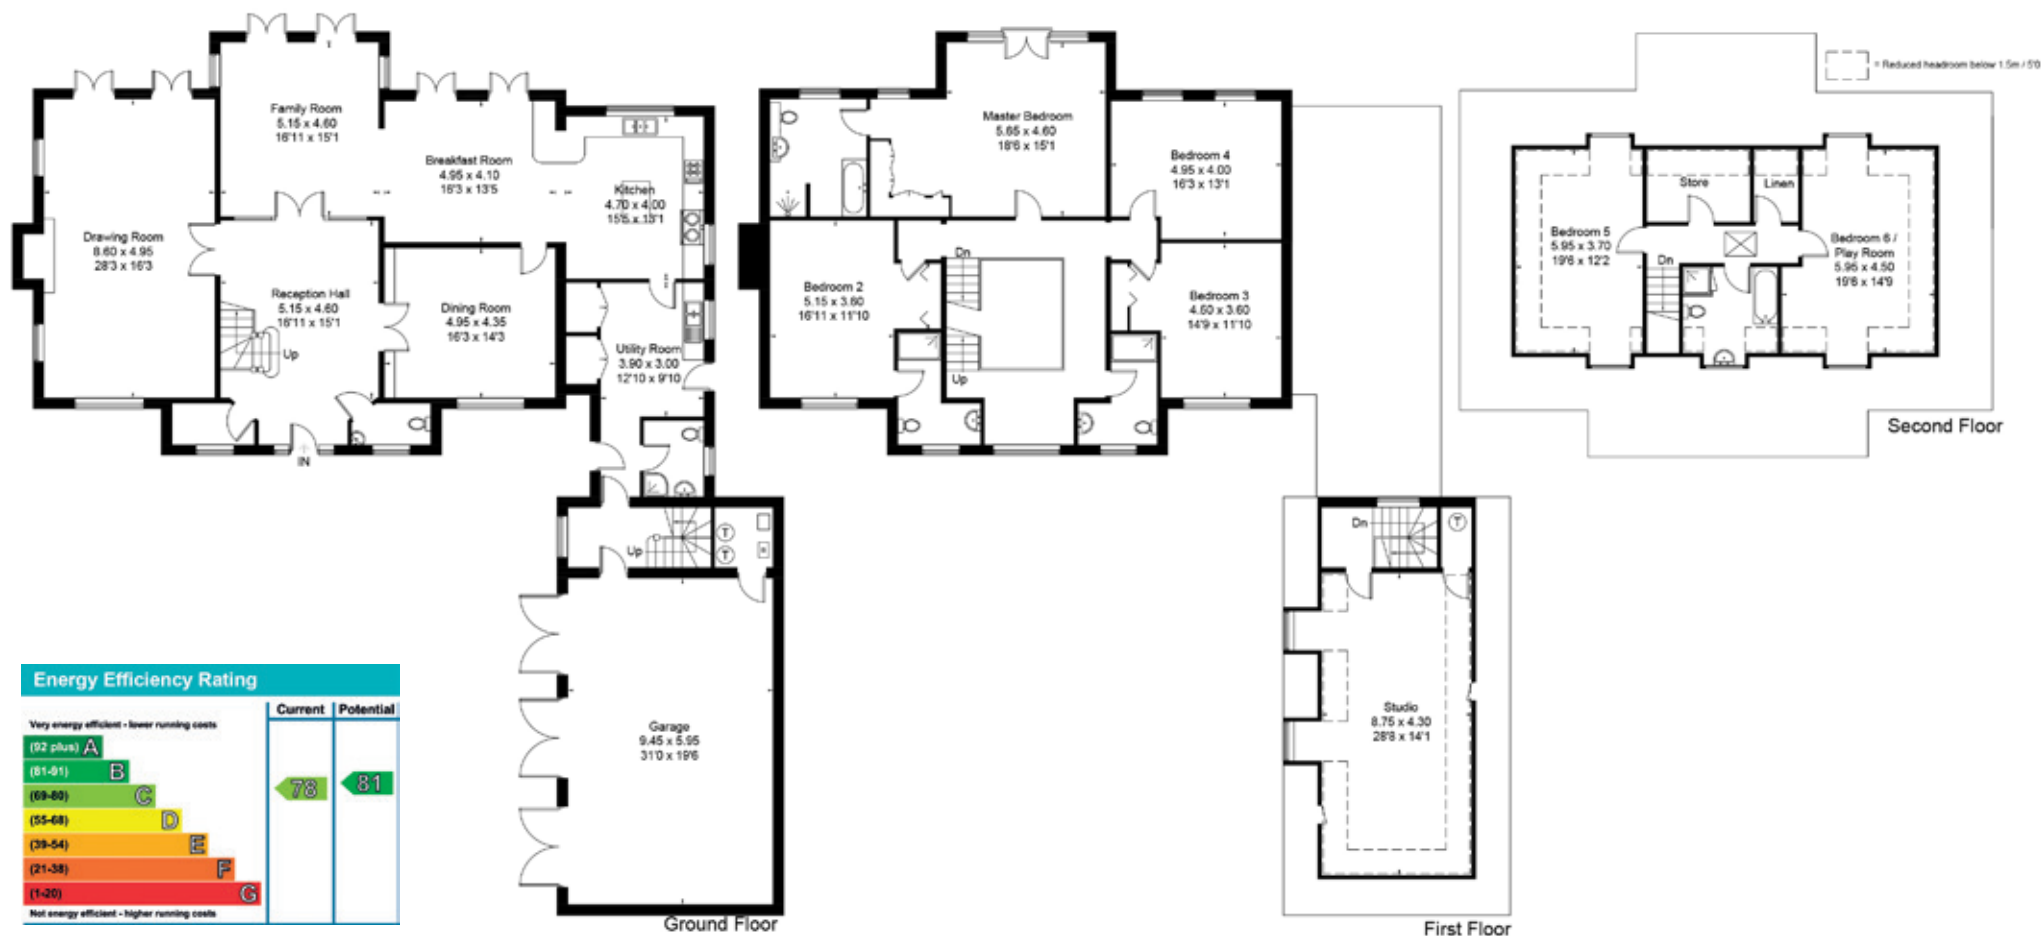 Family Room
5.15 x 4.60
16'11 x 15'1
Breakfast Room
4.95 x 4.10
16'3 x 13'5
Kitchen
4.70 x 4.00
15'5 x 13'1
Drawing Room
8.60 x 4.95
28'3 x 16'3
Reception Hall
5.15 x 4.60
16'11 x 15'1
Up
Dining Room
4.95 x 4.35
16'3 x 14'3
Utility Room
3.90 x 3.00
12'10 x 9'10
IN
Up
T
T
Garage
9.45 x 5.95
31'0 x 19'6
Ground Floor
Master Bedroom
5.65 x 4.60
18'6 x 15'1
Bedroom 4
4.95 x 4.00
16'3 x 13'1
Dn
Bedroom 2
5.15 x 3.60
16'11 x 11'10
Bedroom 3
4.50 x 3.60
14'9 x 11'10
Up
Dn
T
Studio
8.75 x 4.30
28'8 x 14'1
First Floor
= Reduced headroom below 1.5m / 5'0
Store
Linen
Bedroom 5
5.95 x 3.70
19'6 x 12'2
Dn
Bedroom 6 /
Play Room
5.95 x 4.50
19'6 x 14'9
Second Floor
Energy Efficiency Rating
Current Potential
Very energy efficient - lower running costs
(92 plus) A
(81-91) B
(69-80) C
78
81
(55-68) D
(39-54) E
(21-38) F
(1-20) G
Not energy efficient - higher running costs